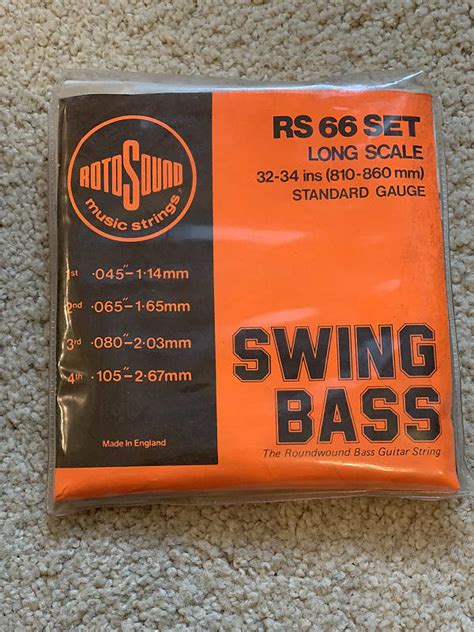 ROTOSOUND
music strings
RS 66 SET
LONG SCALE
32-34 ins (810-860 mm)
STANDARD GAUGE
1st ·045″-1·14mm
2nd ·065″-1·65mm
3rd ·080″-2·03mm
4th ·105″-2·67mm
SWING
BASS
The Roundwound Bass Guitar String
Made in England